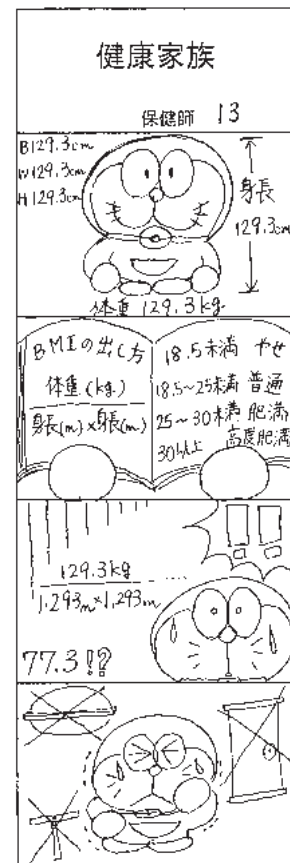 健康家族
保健師 13
B129.3cm
W129.3cm
H129.3cm
身長
129.3cm
体重 129.3kg
BMIの出し方
体重(kg)
身長(m)×身長(m)
18.5未満 やせ
18.5~25未満 普通
25~30未満 肥満
30以上 高度肥満
!!
129.3kg
1.293m×1.293m
77.3!?